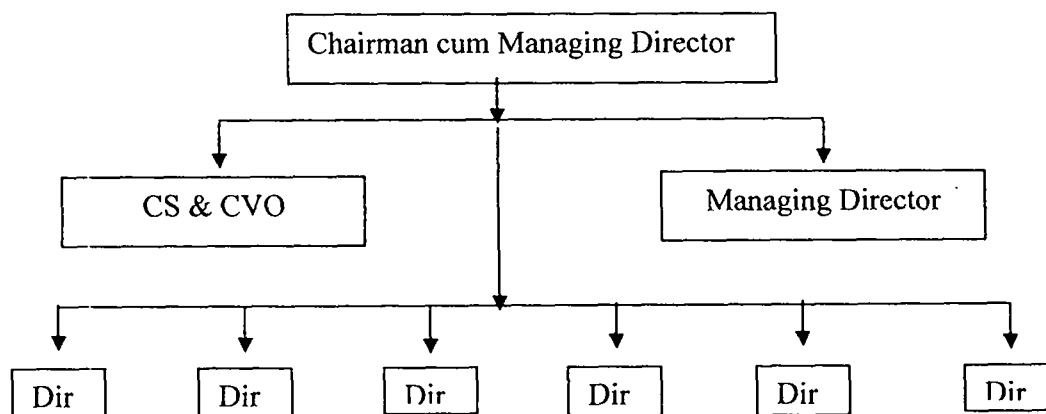 Chairman cum Managing Director
CS & CVO
Managing Director
Dir
Dir
Dir
Dir
Dir
Dir